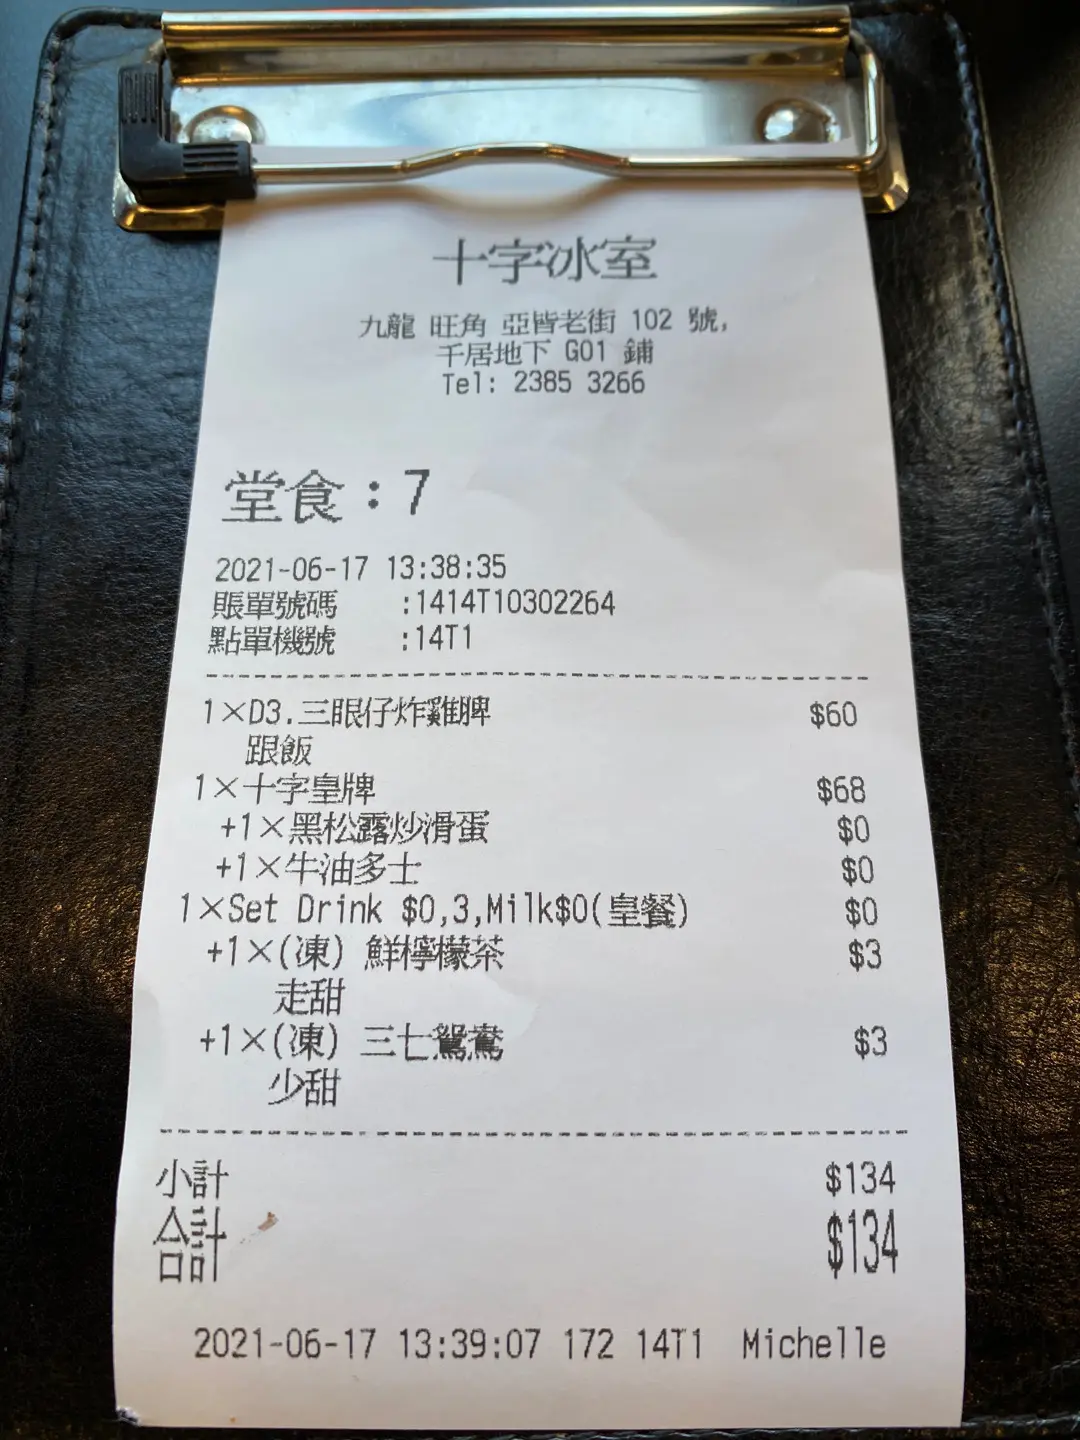 十字冰室
九龍 旺角 亞皆老街 102 號,
千居地下 G01 鋪
Tel: 2385 3266
堂食：7
2021-06-17 13:38:35
賬單號碼 :1414T10302264
點單機號 :14T1
1×D3.三眼仔炸雞脾 $60
跟飯
1×十字皇牌 $68
+1×黑松露炒滑蛋 $0
+1×牛油多士 $0
1×Set Drink $0,3,Milk$0(皇餐) $0
+1×(凍) 鮮檸檬茶 $3
走甜
+1×(凍) 三七鴛鴦 $3
少甜
小計 $134
合計 $134
2021-06-17 13:39:07 172 14T1 Michelle